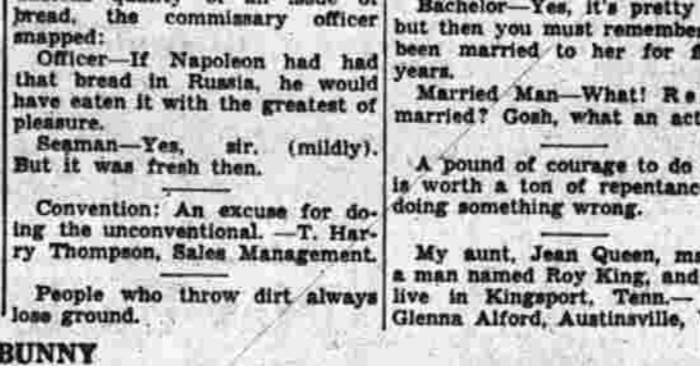 bread, the commissary officer
snapped:
Officer—If Napoleon had had
that bread in Russia, he would
have eaten it with the greatest of
pleasure.
Seaman—Yes, sir. (mildly).
But it was fresh then.
Convention: An excuse for do-
ing the unconventional. —T. Har-
ry Thompson, Sales Management.
People who throw dirt always
lose ground.
BUNNY
Bachelor—Yes, it's pretty
but then you must remember
been married to her for
years.
Married Man—What! Re
married? Gosh, what an act
A pound of courage to do
is worth a ton of repentanc
doing something wrong.
My aunt, Jean Queen, ma
a man named Roy King, and
live in Kingsport, Tenn.—
Glenna Alford, Austinsville,